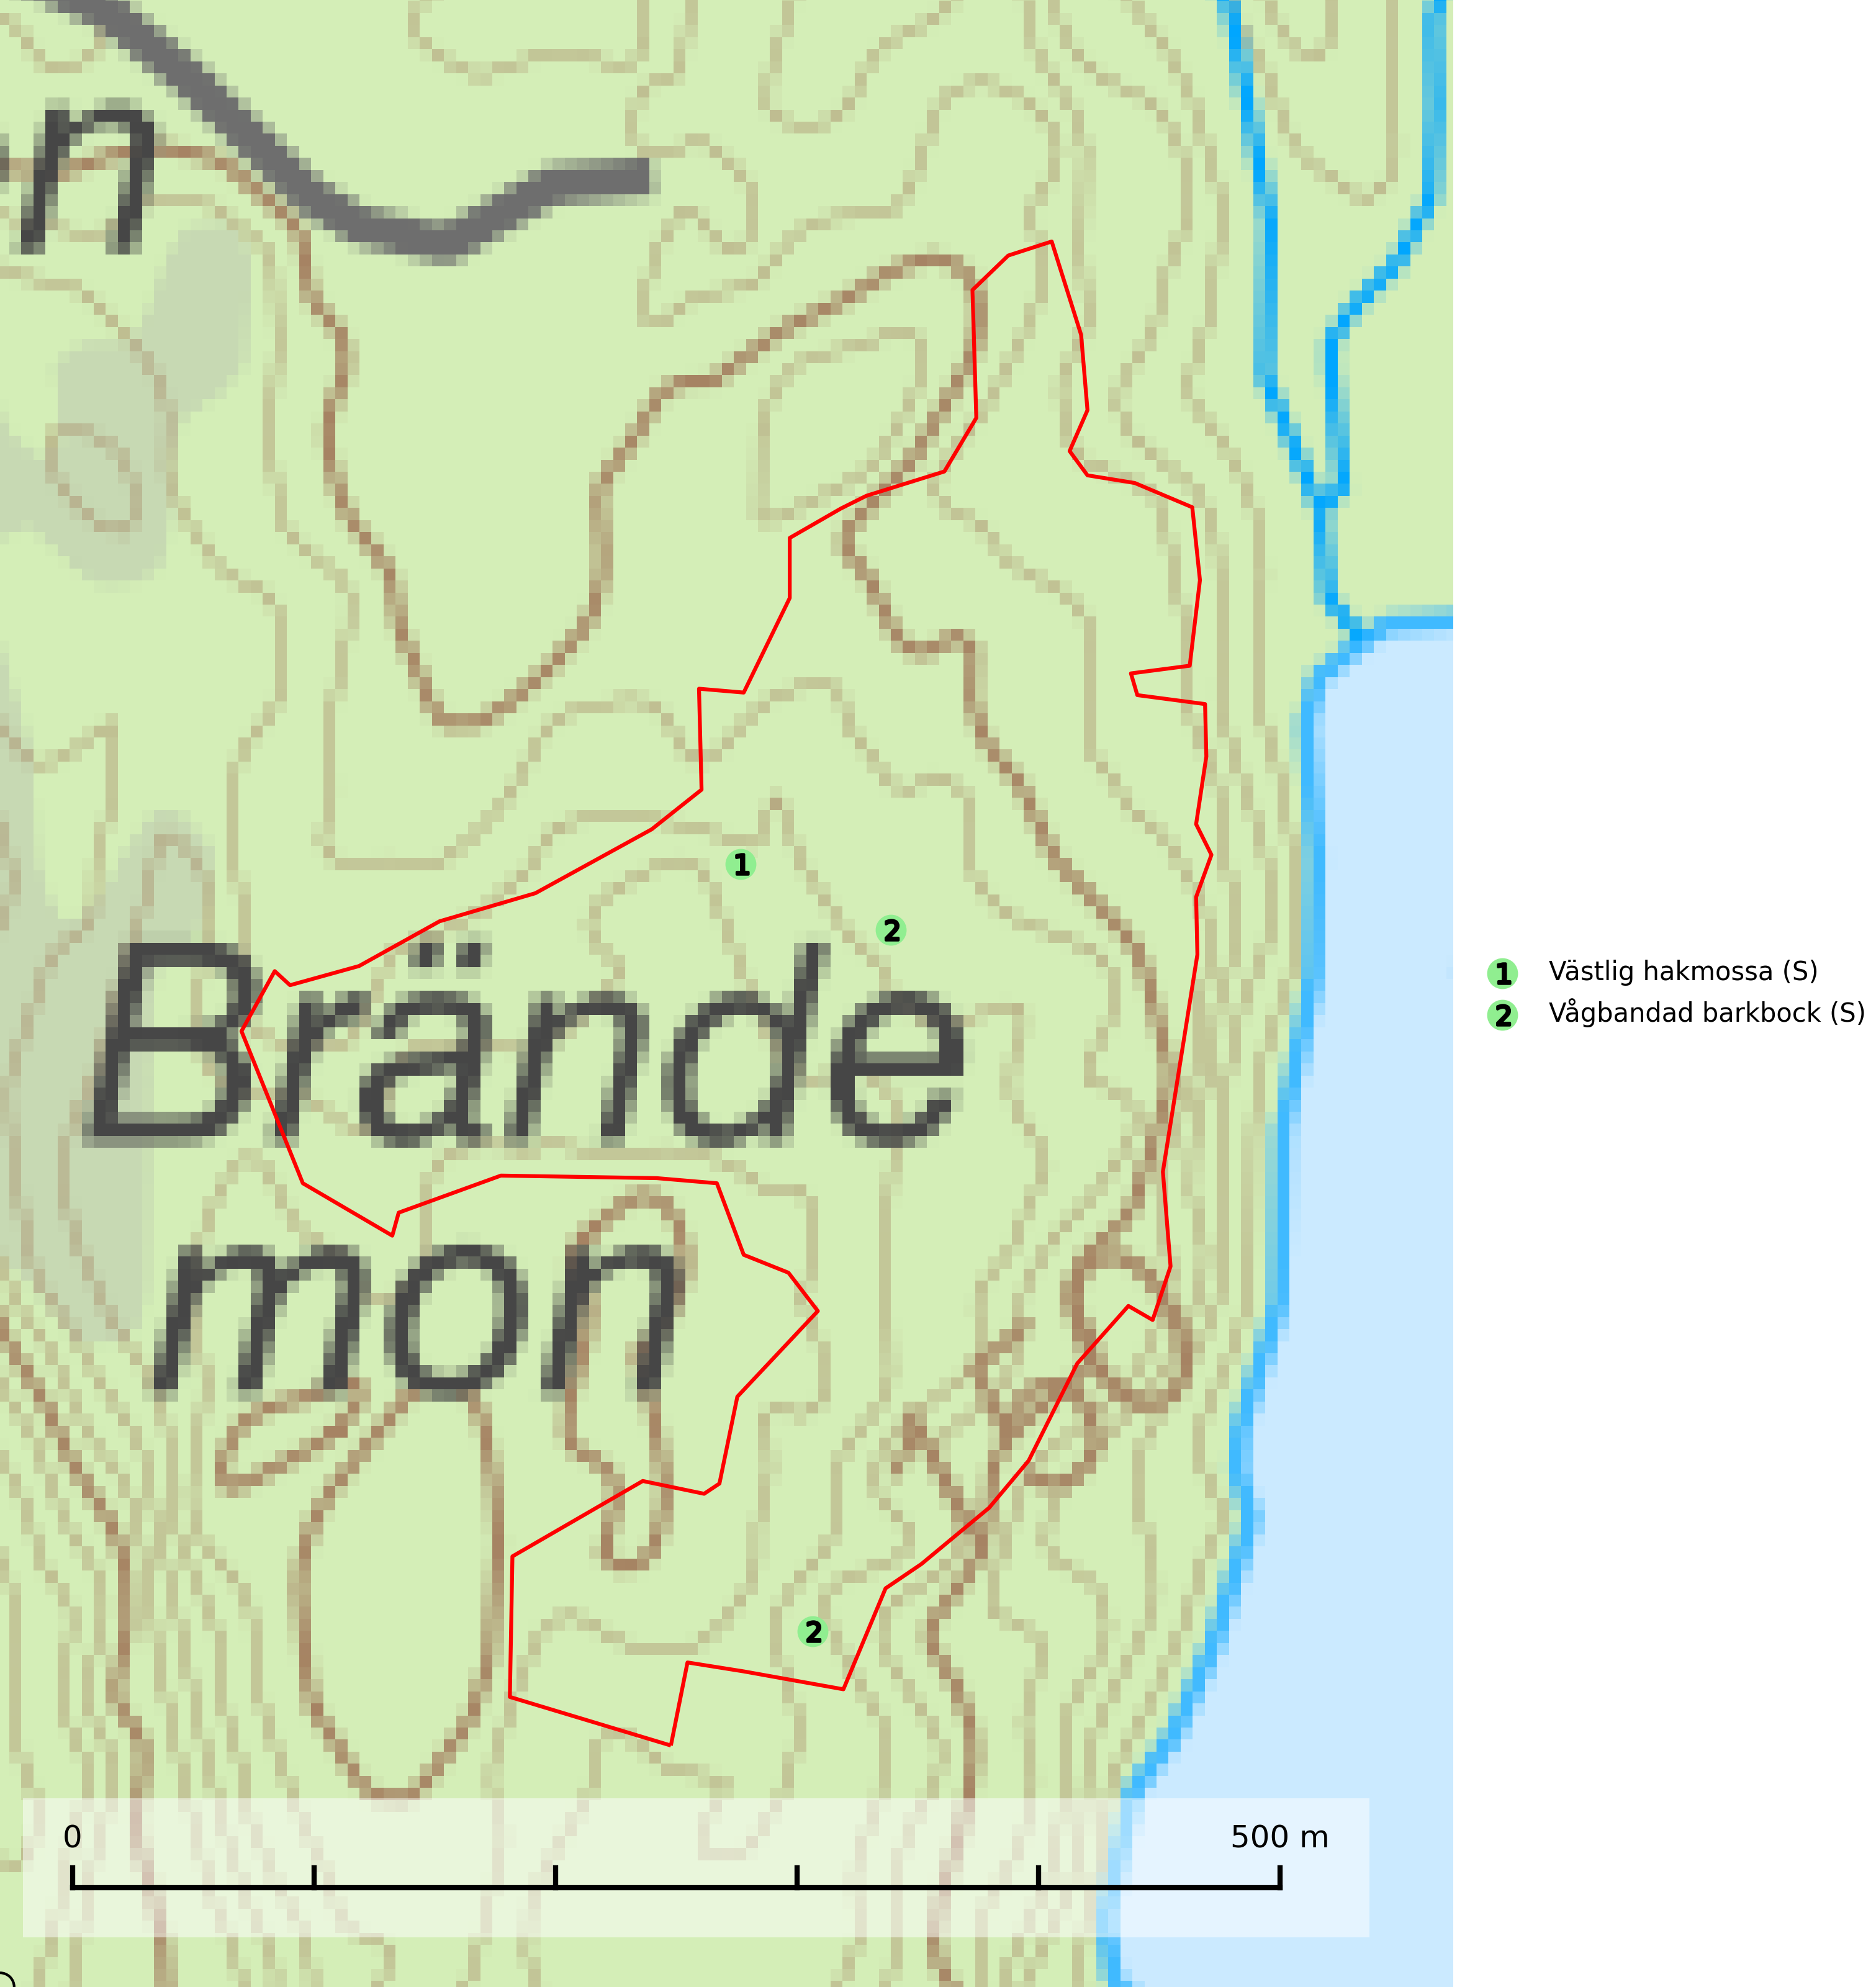 n
1
2
Brände
mon
2
0 500 m
1 Västlig hakmossa (S)
2 Vågbandad barkbock (S)